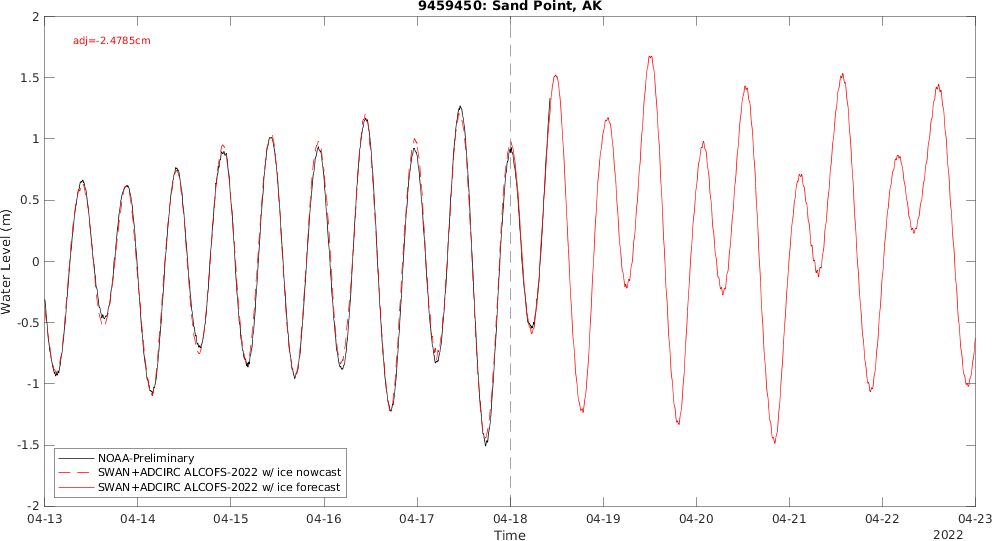 9459450: Sand Point, AK
adj=-2.4785cm
2
1.5
1
0.5
0
-0.5
-1
-1.5
-2
Water Level (m)
NOAA-Preliminary
SWAN+ADCIRC ALCOFS-2022 w/ ice nowcast
SWAN+ADCIRC ALCOFS-2022 w/ ice forecast
04-13 04-14 04-15 04-16 04-17 04-18 04-19 04-20 04-21 04-22 04-23
Time
2022